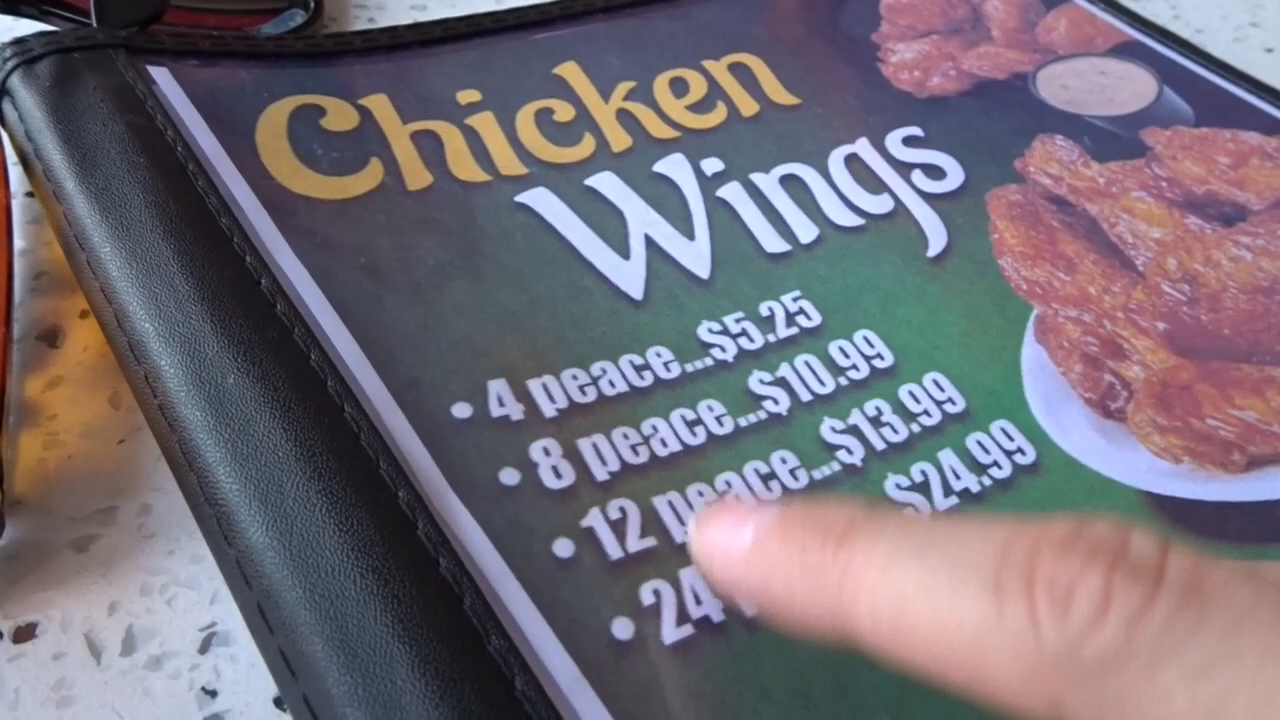 Chicken
Wings
• 4 peace...$5.25
• 8 peace...$10.99
• 12 peace...$13.99
• 24 $24.99